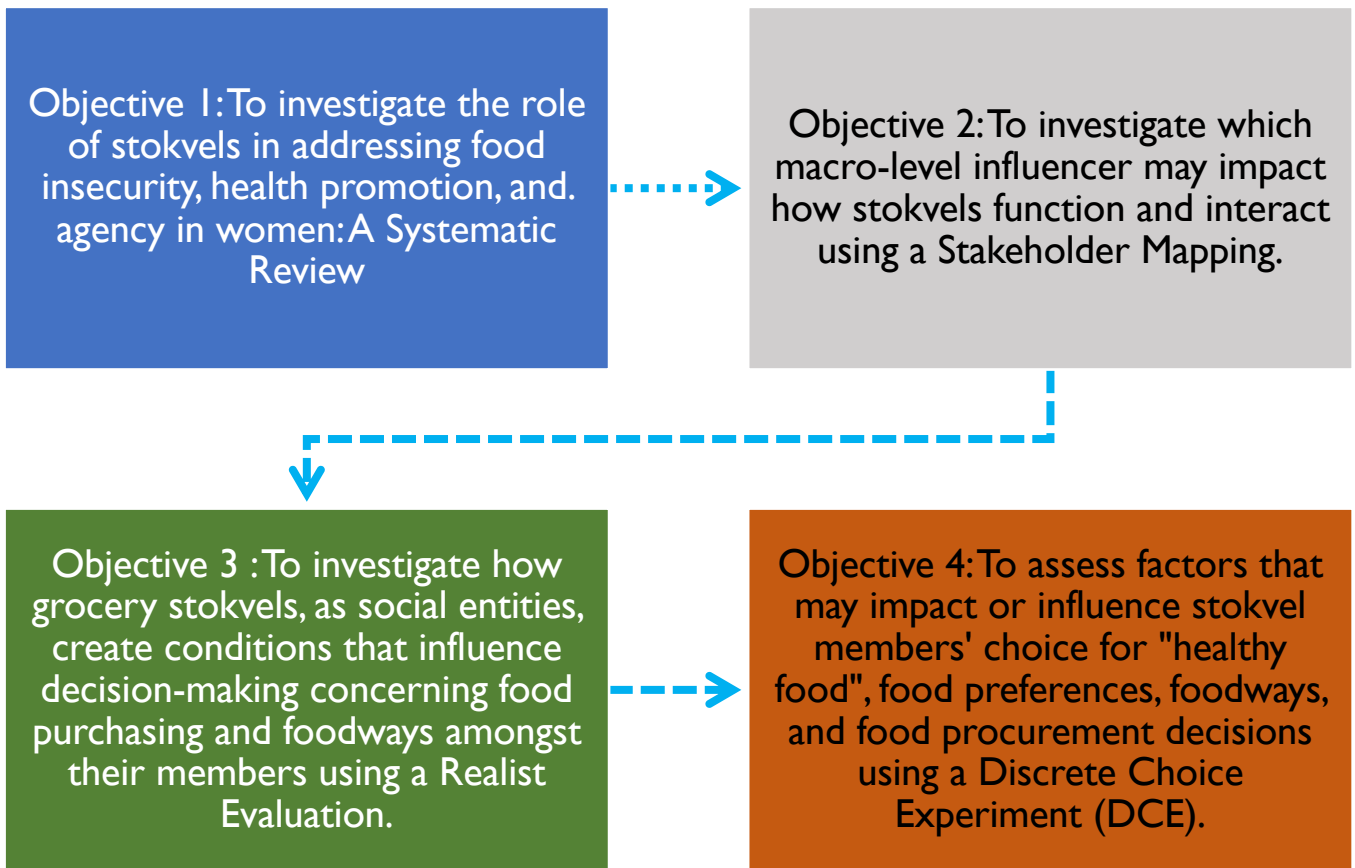 Objective 1: To investigate the role
of stokvels in addressing food
insecurity, health promotion, and.
agency in women: A Systematic
Review
Objective 2: To investigate which
macro-level influencer may impact
how stokvels function and interact
using a Stakeholder Mapping.
Objective 3 : To investigate how
grocery stokvels, as social entities,
create conditions that influence
decision-making concerning food
purchasing and foodways amongst
their members using a Realist
Evaluation.
Objective 4: To assess factors that
may impact or influence stokvel
members' choice for "healthy
food", food preferences, foodways,
and food procurement decisions
using a Discrete Choice
Experiment (DCE).